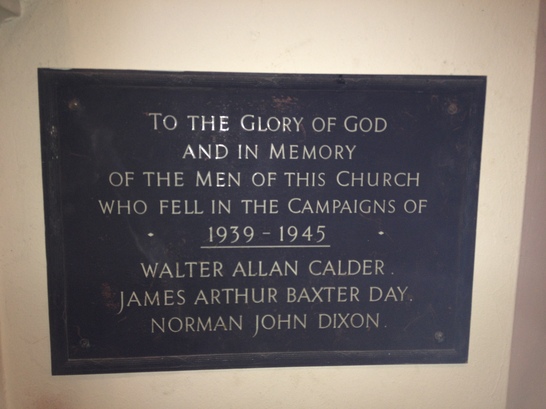 TO THE GLORY OF GOD
AND IN MEMORY
OF THE MEN OF THIS CHURCH
WHO FELL IN THE CAMPAIGNS OF
1939 - 1945
WALTER ALLAN CALDER.
JAMES ARTHUR BAXTER DAY.
NORMAN JOHN DIXON.